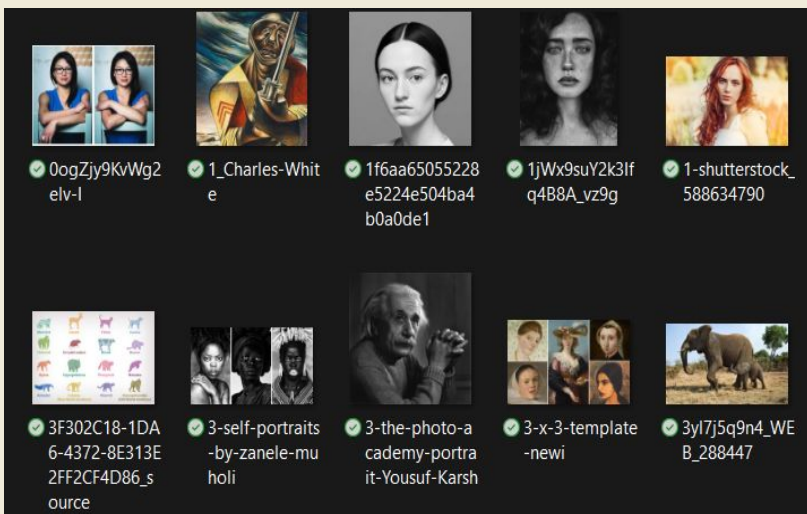 0ogZjy9KvWg2
elv-I
1_Charles-Whit
e
1f6aa65055228
e5224e504ba4
b0a0de1
1jWx9suY2k3If
q4B8A_vz9g
1-shutterstock_
588634790
3F302C18-1DA
6-4372-8E313E
2FF2CF4D86_s
ource
3-self-portraits
-by-zanele-mu
holi
3-the-photo-a
cademy-portra
it-Yousuf-Karsh
3-x-3-template
-newi
3yl7j5q9n4_WE
B_288447